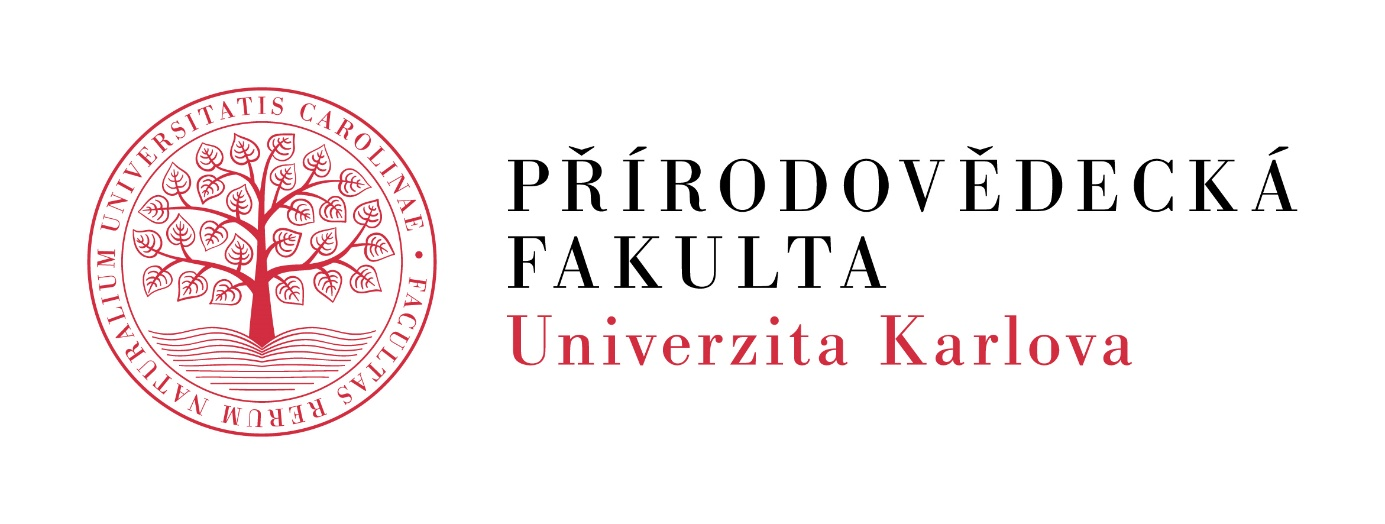 UNIVERSITATIS CAROLINAE • FACULTAS RERUM NATURALIUM
PŘÍRODOVĚDECKÁ
FAKULTA
Univerzita Karlova